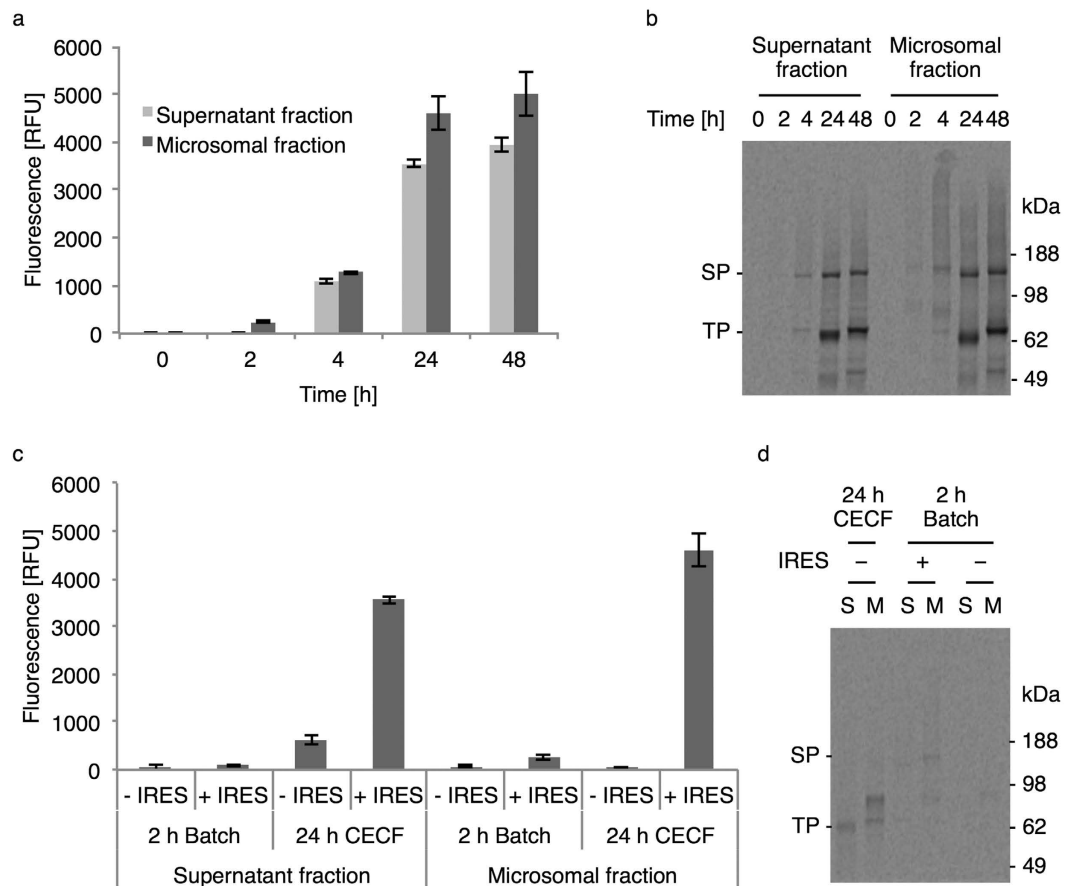 a
6000
5000
4000
3000
2000
1000
0
Fluorescence [RFU]
Supernatant fraction
Microsomal fraction
0 2 4 24 48
Time [h]
b
Supernatant Microsomal
fraction fraction
Time [h] 0 2 4 24 48 0 2 4 24 48
kDa
SP - - 188
- 98
TP - - 62
- 49
c
6000
5000
4000
3000
2000
1000
0
Fluorescence [RFU]
- IRES + IRES - IRES + IRES - IRES + IRES - IRES + IRES
2 h Batch 24 h CECF 2 h Batch 24 h CECF
Supernatant fraction Microsomal fraction
d
24 h 2 h
CECF Batch
IRES – + –
S M S M S M
kDa
SP - - 188
- 98
TP - - 62
- 49